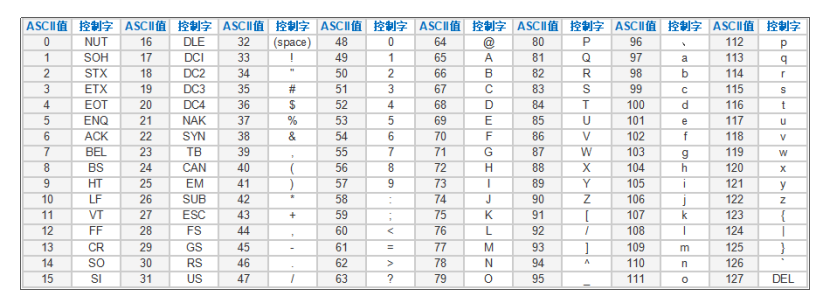 ASCII值 控制字 ASCII值 控制字 ASCII值 控制字 ASCII值 控制字 ASCII值 控制字 ASCII值 控制字 ASCII值 控制字 ASCII值 控制字
0 NUT 16 DLE 32 (space) 48 0 64 @ 80 P 96 、 112 p
1 SOH 17 DCI 33 ! 49 1 65 A 81 Q 97 a 113 q
2 STX 18 DC2 34 " 50 2 66 B 82 R 98 b 114 r
3 ETX 19 DC3 35 # 51 3 67 C 83 S 99 c 115 s
4 EOT 20 DC4 36 $ 52 4 68 D 84 T 100 d 116 t
5 ENQ 21 NAK 37 % 53 5 69 E 85 U 101 e 117 u
6 ACK 22 SYN 38 & 54 6 70 F 86 V 102 f 118 v
7 BEL 23 TB 39 , 55 7 71 G 87 W 103 g 119 w
8 BS 24 CAN 40 ( 56 8 72 H 88 X 104 h 120 x
9 HT 25 EM 41 ) 57 9 73 I 89 Y 105 i 121 y
10 LF 26 SUB 42 * 58 : 74 J 90 Z 106 j 122 z
11 VT 27 ESC 43 + 59 ; 75 K 91 [ 107 k 123 {
12 FF 28 FS 44 , 60 < 76 L 92 / 108 l 124 |
13 CR 29 GS 45 - 61 = 77 M 93 ] 109 m 125 }
14 SO 30 RS 46 . 62 > 78 N 94 ^ 110 n 126 `
15 SI 31 US 47 / 63 ? 79 O 95 _ 111 o 127 DEL